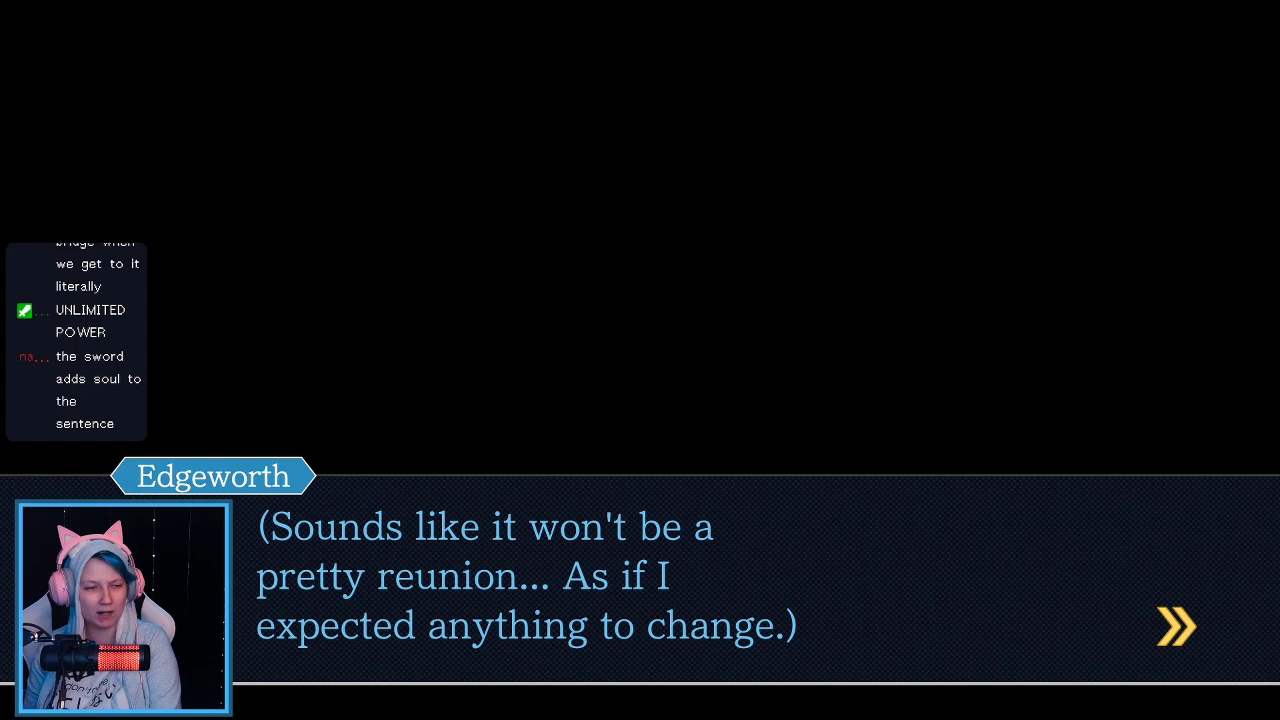 we get to it
literally
UNLIMITED
POWER
na... the sword
adds soul to
the
sentence
Edgeworth
(Sounds like it won't be a
pretty reunion... As if I
expected anything to change.)